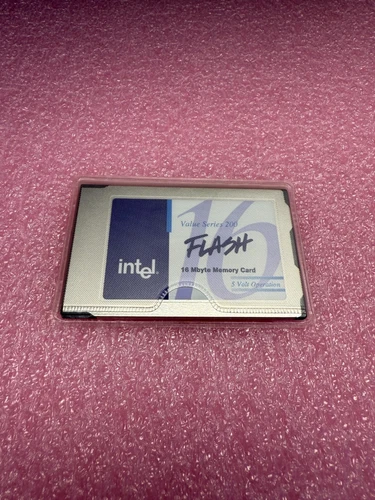 16
Value Series 200
FLASH
intel®
16 Mbyte Memory Card
5 Volt Operation